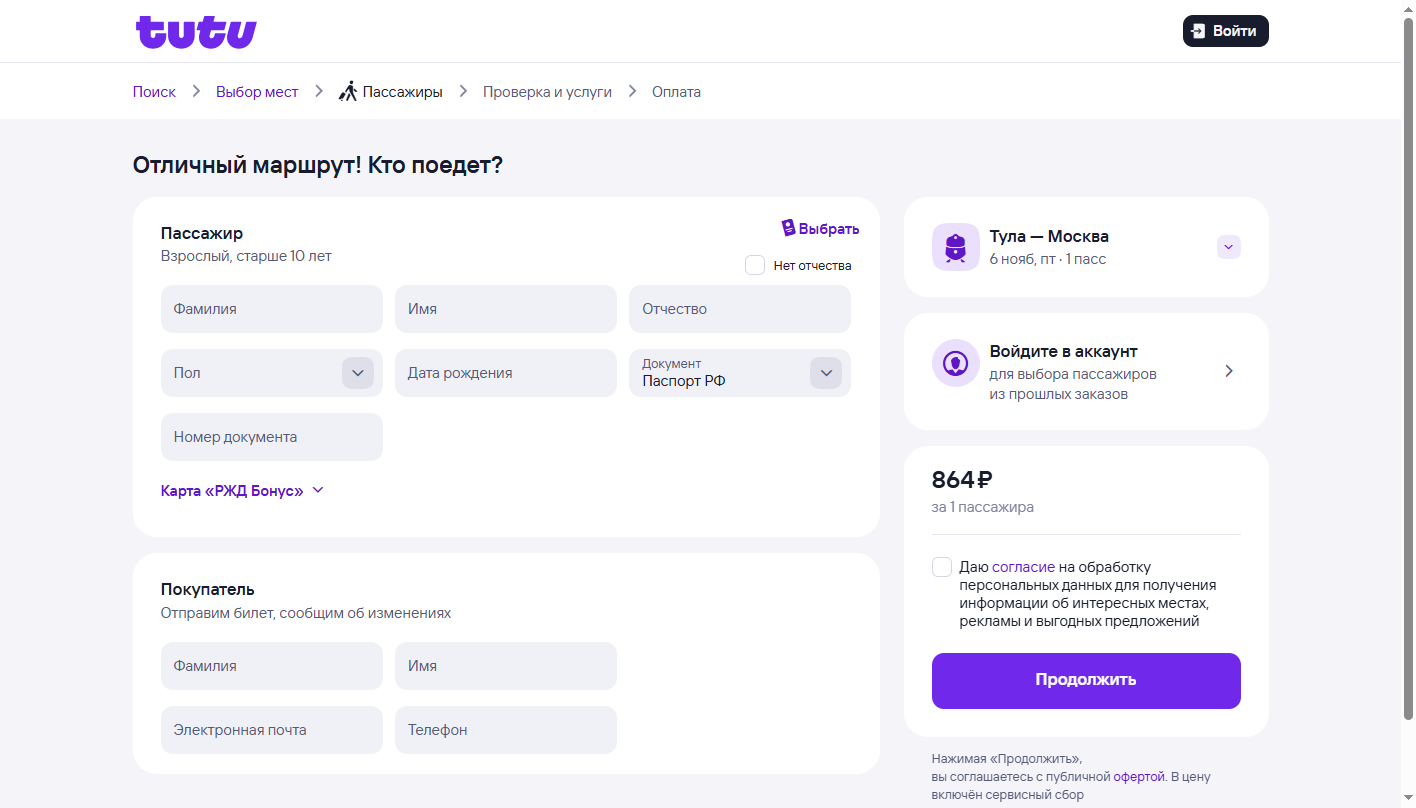 tutu
Войти
Поиск
Выбор мест
Пассажиры
Проверка и услуги
Оплата
Отличный маршрут! Кто поедет?
Пассажир
Взрослый, старше 10 лет
Выбрать
Нет отчества
Фамилия
Имя
Отчество
Пол
Дата рождения
Документ
Паспорт РФ
Номер документа
Карта «РЖД Бонус»
Покупатель
Отправим билет, сообщим об изменениях
Фамилия
Имя
Электронная почта
Телефон
Тула — Москва
6 нояб, пт · 1 пасс
Войдите в аккаунт
для выбора пассажиров
из прошлых заказов
864 ₽
за 1 пассажира
Даю согласие на обработку
персональных данных для получения
информации об интересных местах,
рекламы и выгодных предложений
Продолжить
Нажимая «Продолжить»,
вы соглашаетесь с публичной офертой. В цену
включён сервисный сбор